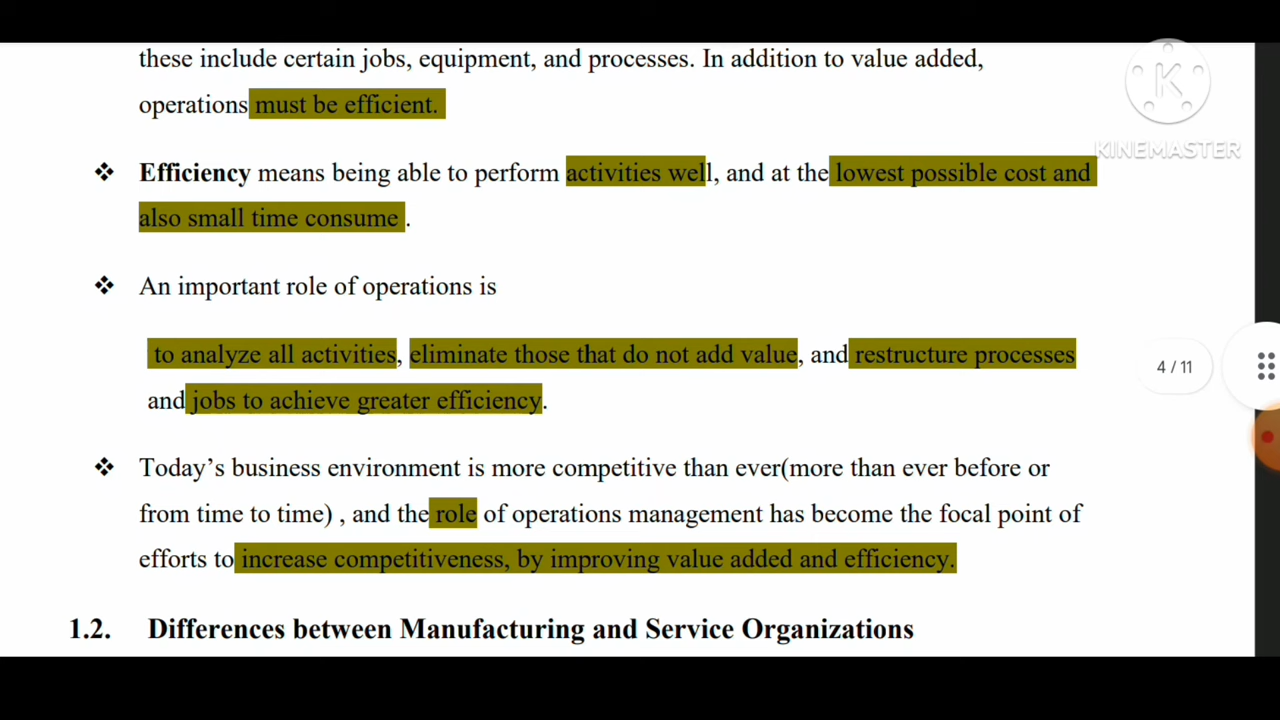 these include certain jobs, equipment, and processes. In addition to value added,
operations must be efficient.
K
KINEMASTER
❖ Efficiency means being able to perform activities well, and at the lowest possible cost and
also small time consume .
❖ An important role of operations is
to analyze all activities, eliminate those that do not add value, and restructure processes
and jobs to achieve greater efficiency.
4 / 11
❖ Today’s business environment is more competitive than ever(more than ever before or
from time to time) , and the role of operations management has become the focal point of
efforts to increase competitiveness, by improving value added and efficiency.
1.2. Differences between Manufacturing and Service Organizations